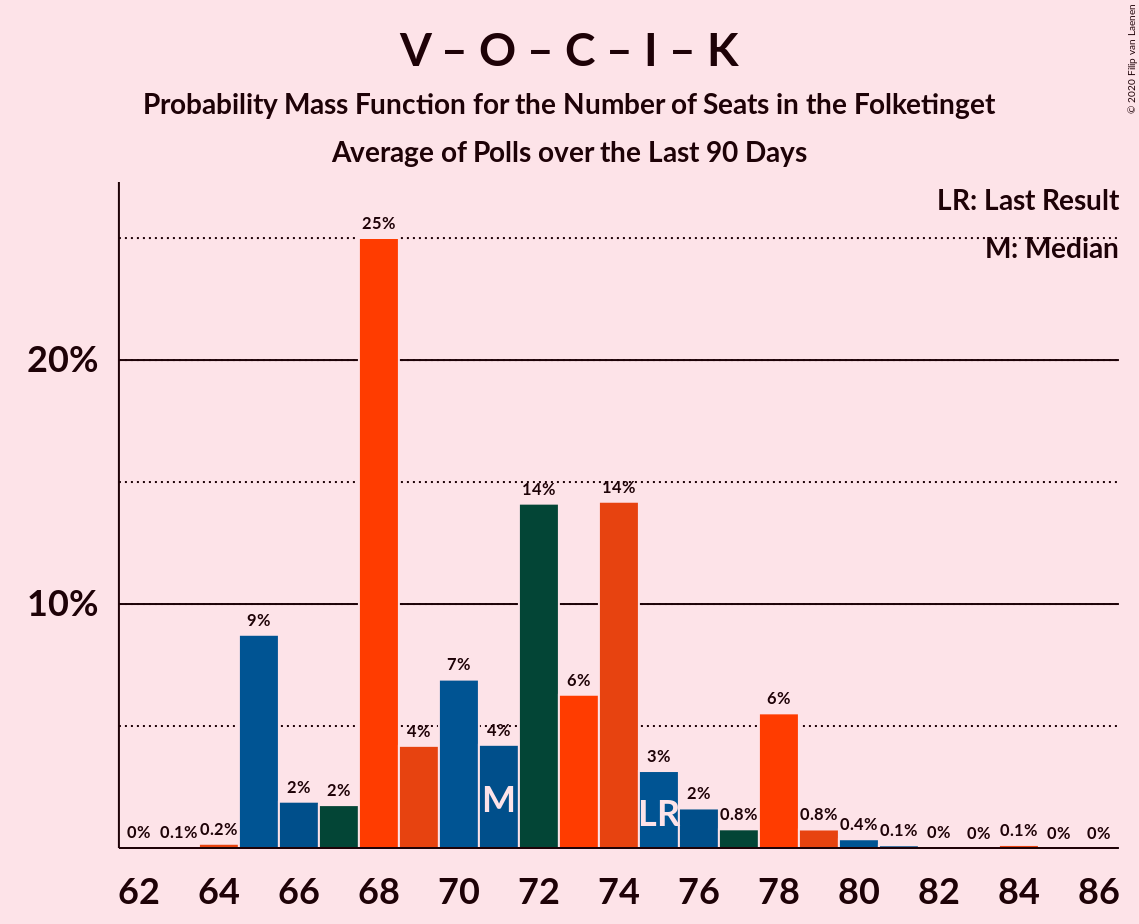 V – O – C – I – K
Probability Mass Function for the Number of Seats in the Folketinget
Average of Polls over the Last 90 Days
© 2020 Filip van Laenen
LR: Last Result
M: Median
25%
20%
14% 14%
10%
9%
7%
6%
6%
4% 4%
3%
2% 2%
2%
M
LR
0% 0.1% 0.2%
0.8% 0.8% 0.4% 0.1% 0% 0% 0.1% 0% 0%
62 64 66 68 70 72 74 76 78 80 82 84 86